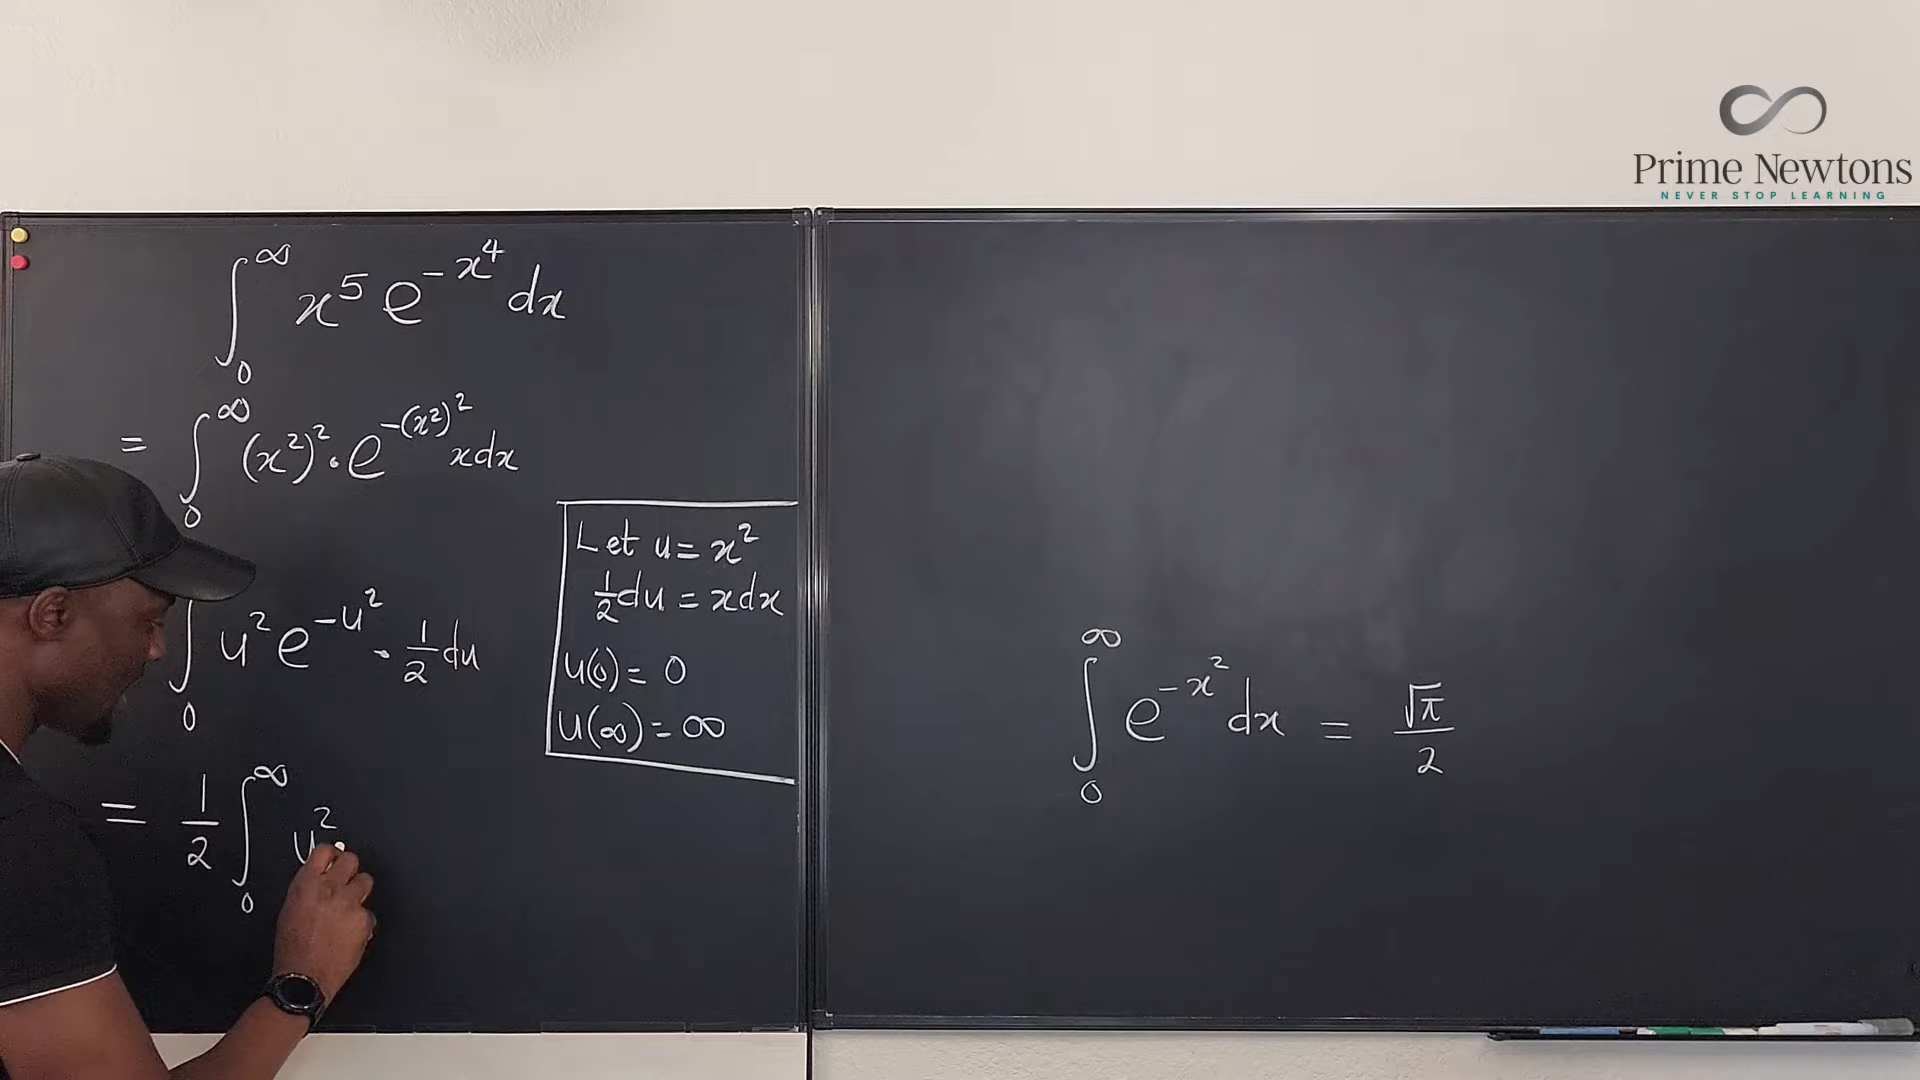 Prime Newtons
NEVER STOP LEARNING
∫₀^∞ x⁵ e^(-x⁴) dx
= ∫₀^∞ (x²)² · e^(-(x²)²) x dx
Let u = x²
½ du = x dx
u(0) = 0
u(∞) = ∞
∫₀ u² e^(-u²) · ½ du
= ½ ∫₀^∞ u²
∫₀^∞ e^(-x²) dx = √π/2